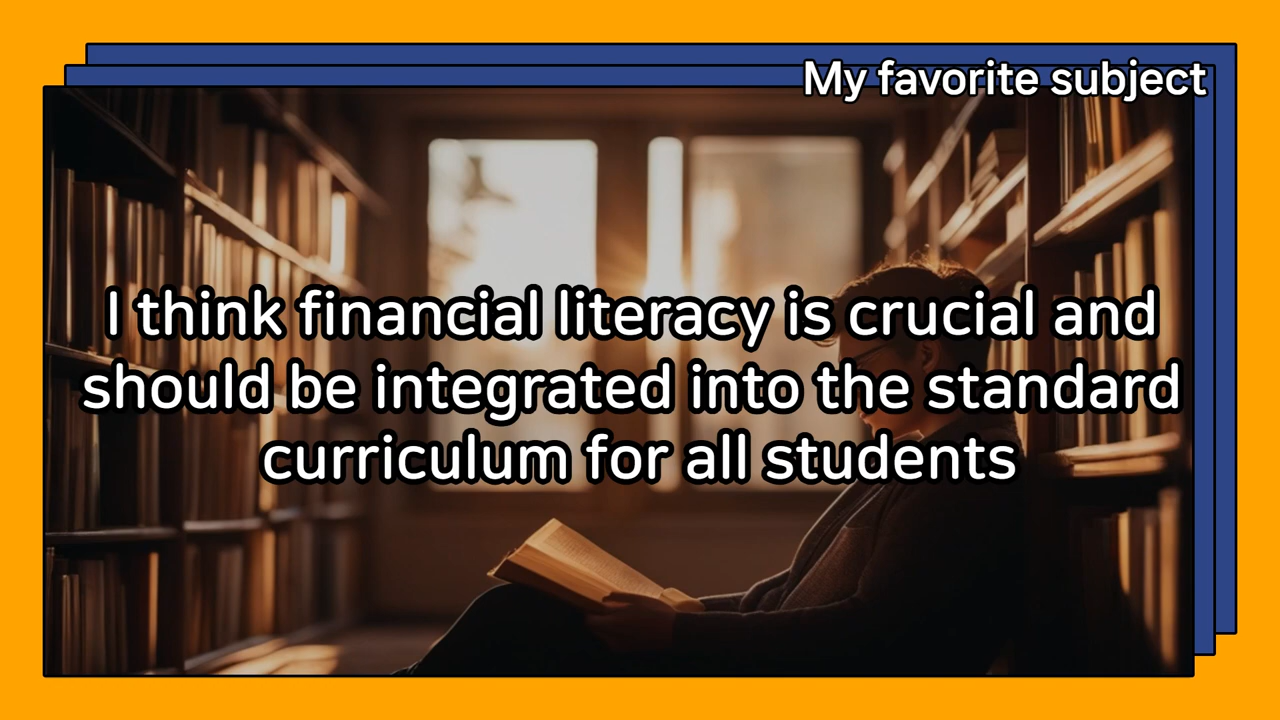 My favorite subject
I think financial literacy is crucial and
should be integrated into the standard
curriculum for all students